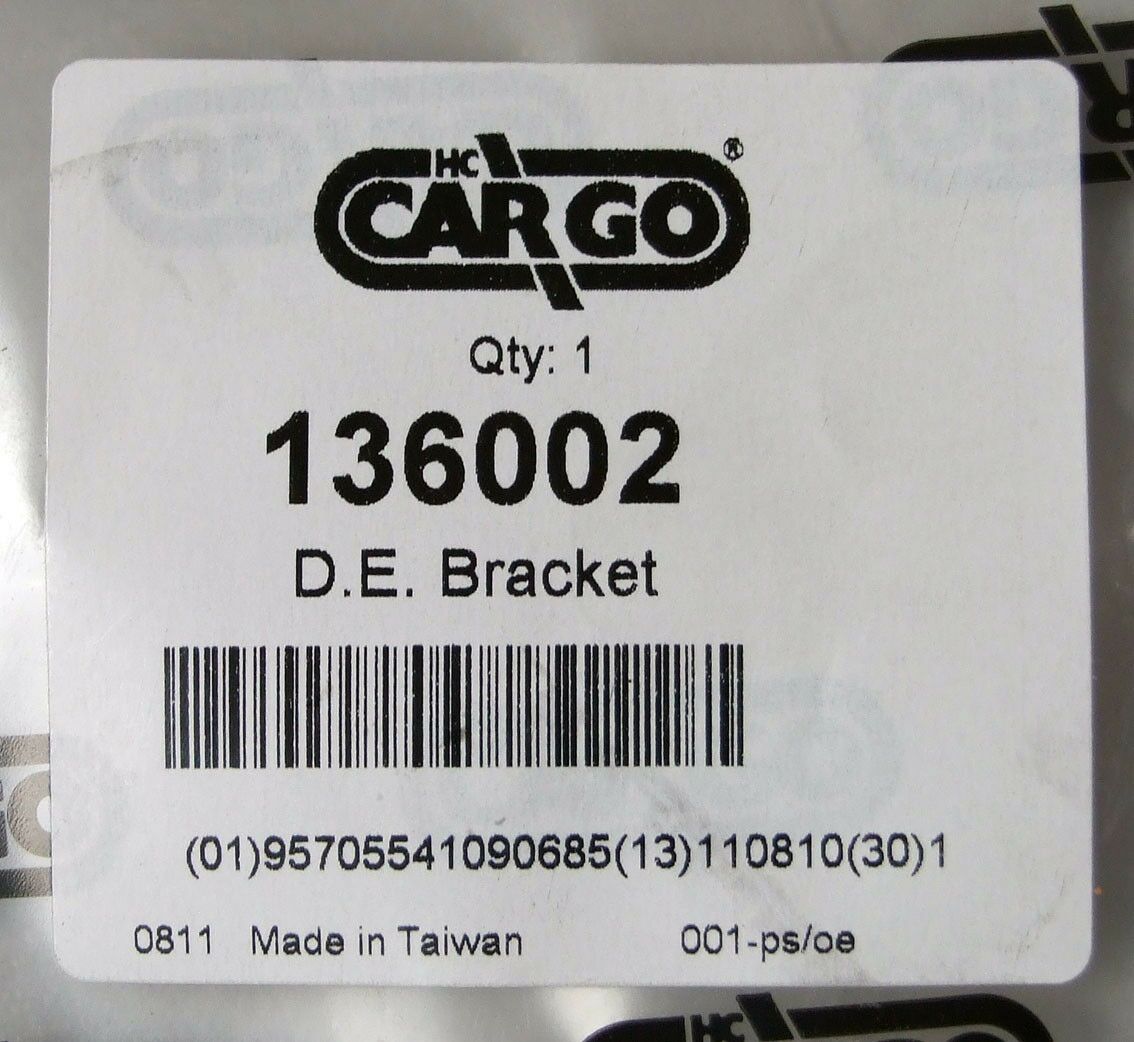 HC
CARGO®
Qty: 1
136002
D.E. Bracket
(01)95705541090685(13)110810(30)1
0811 Made in Taiwan 001-ps/oe
HC